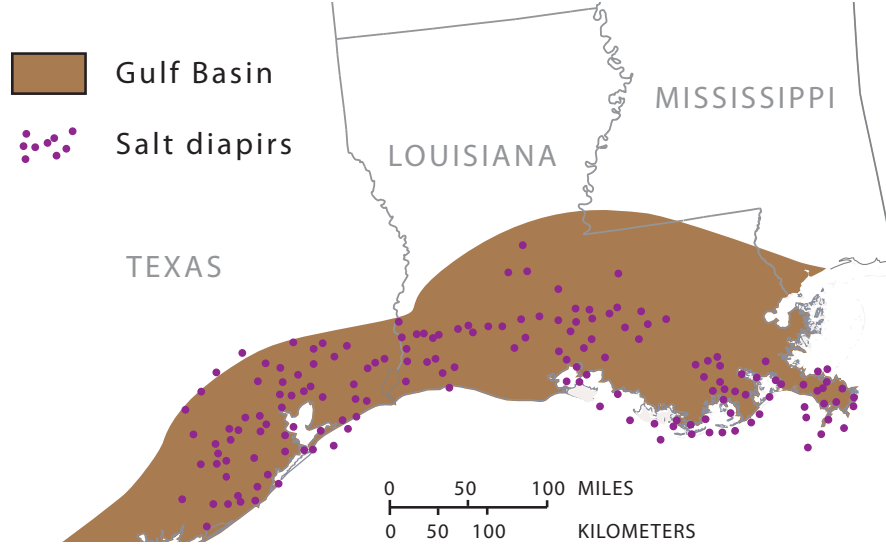 Gulf Basin
Salt diapirs
MISSISSIPPI
LOUISIANA
TEXAS
0 50 100 MILES
0 50 100 KILOMETERS